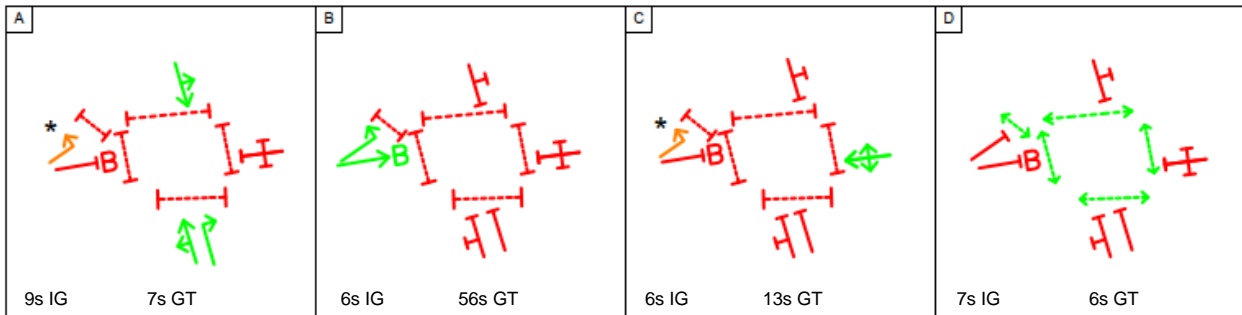 A
B
C
D
*
B
B
*
B
B
9s IG 7s GT
6s IG 56s GT
6s IG 13s GT
7s IG 6s GT